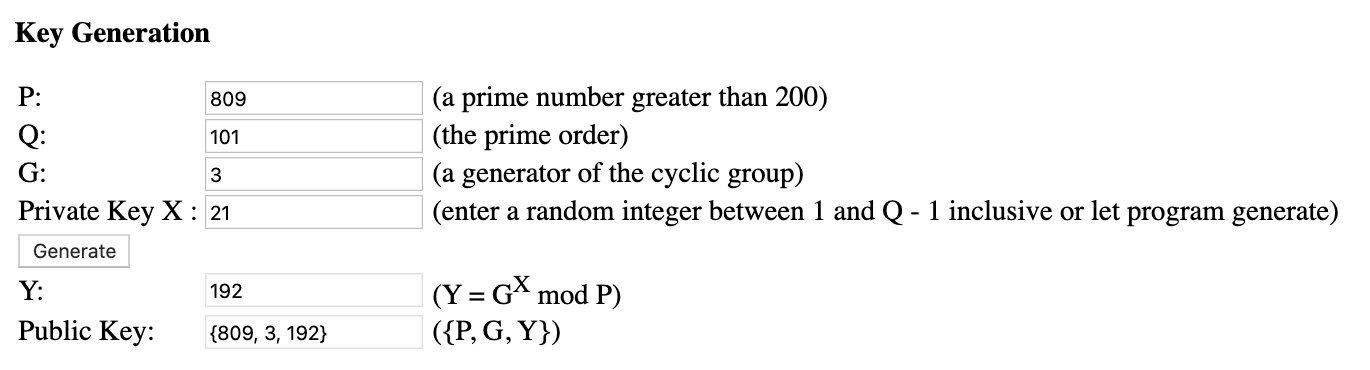 Key Generation
P: 809 (a prime number greater than 200)
Q: 101 (the prime order)
G: 3 (a generator of the cyclic group)
Private Key X : 21 (enter a random integer between 1 and Q - 1 inclusive or let program generate)
Generate
Y: 192 (Y = G^X mod P)
Public Key: {809, 3, 192} ({P, G, Y})